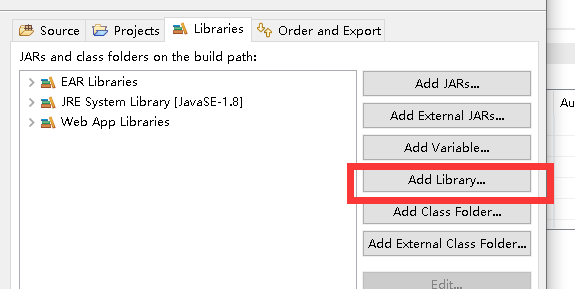 Source Projects Libraries Order and Export
JARs and class folders on the build path:
EAR Libraries
JRE System Library [JavaSE-1.8]
Web App Libraries
Add JARs...
Add External JARs...
Add Variable...
Add Library...
Add Class Folder...
Add External Class Folder...
Edit...
Au